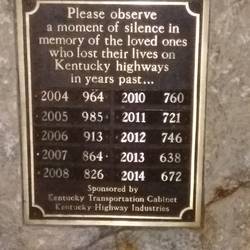 Please observe
a moment of silence in
memory of the loved ones
who lost their lives on
Kentucky highways
in years past...
2004 964 2010 760
2005 985 2011 721
2006 913 2012 746
2007 864 2013 638
2008 826 2014 672
Sponsored by
Kentucky Transportation Cabinet
Kentucky Highway Industries